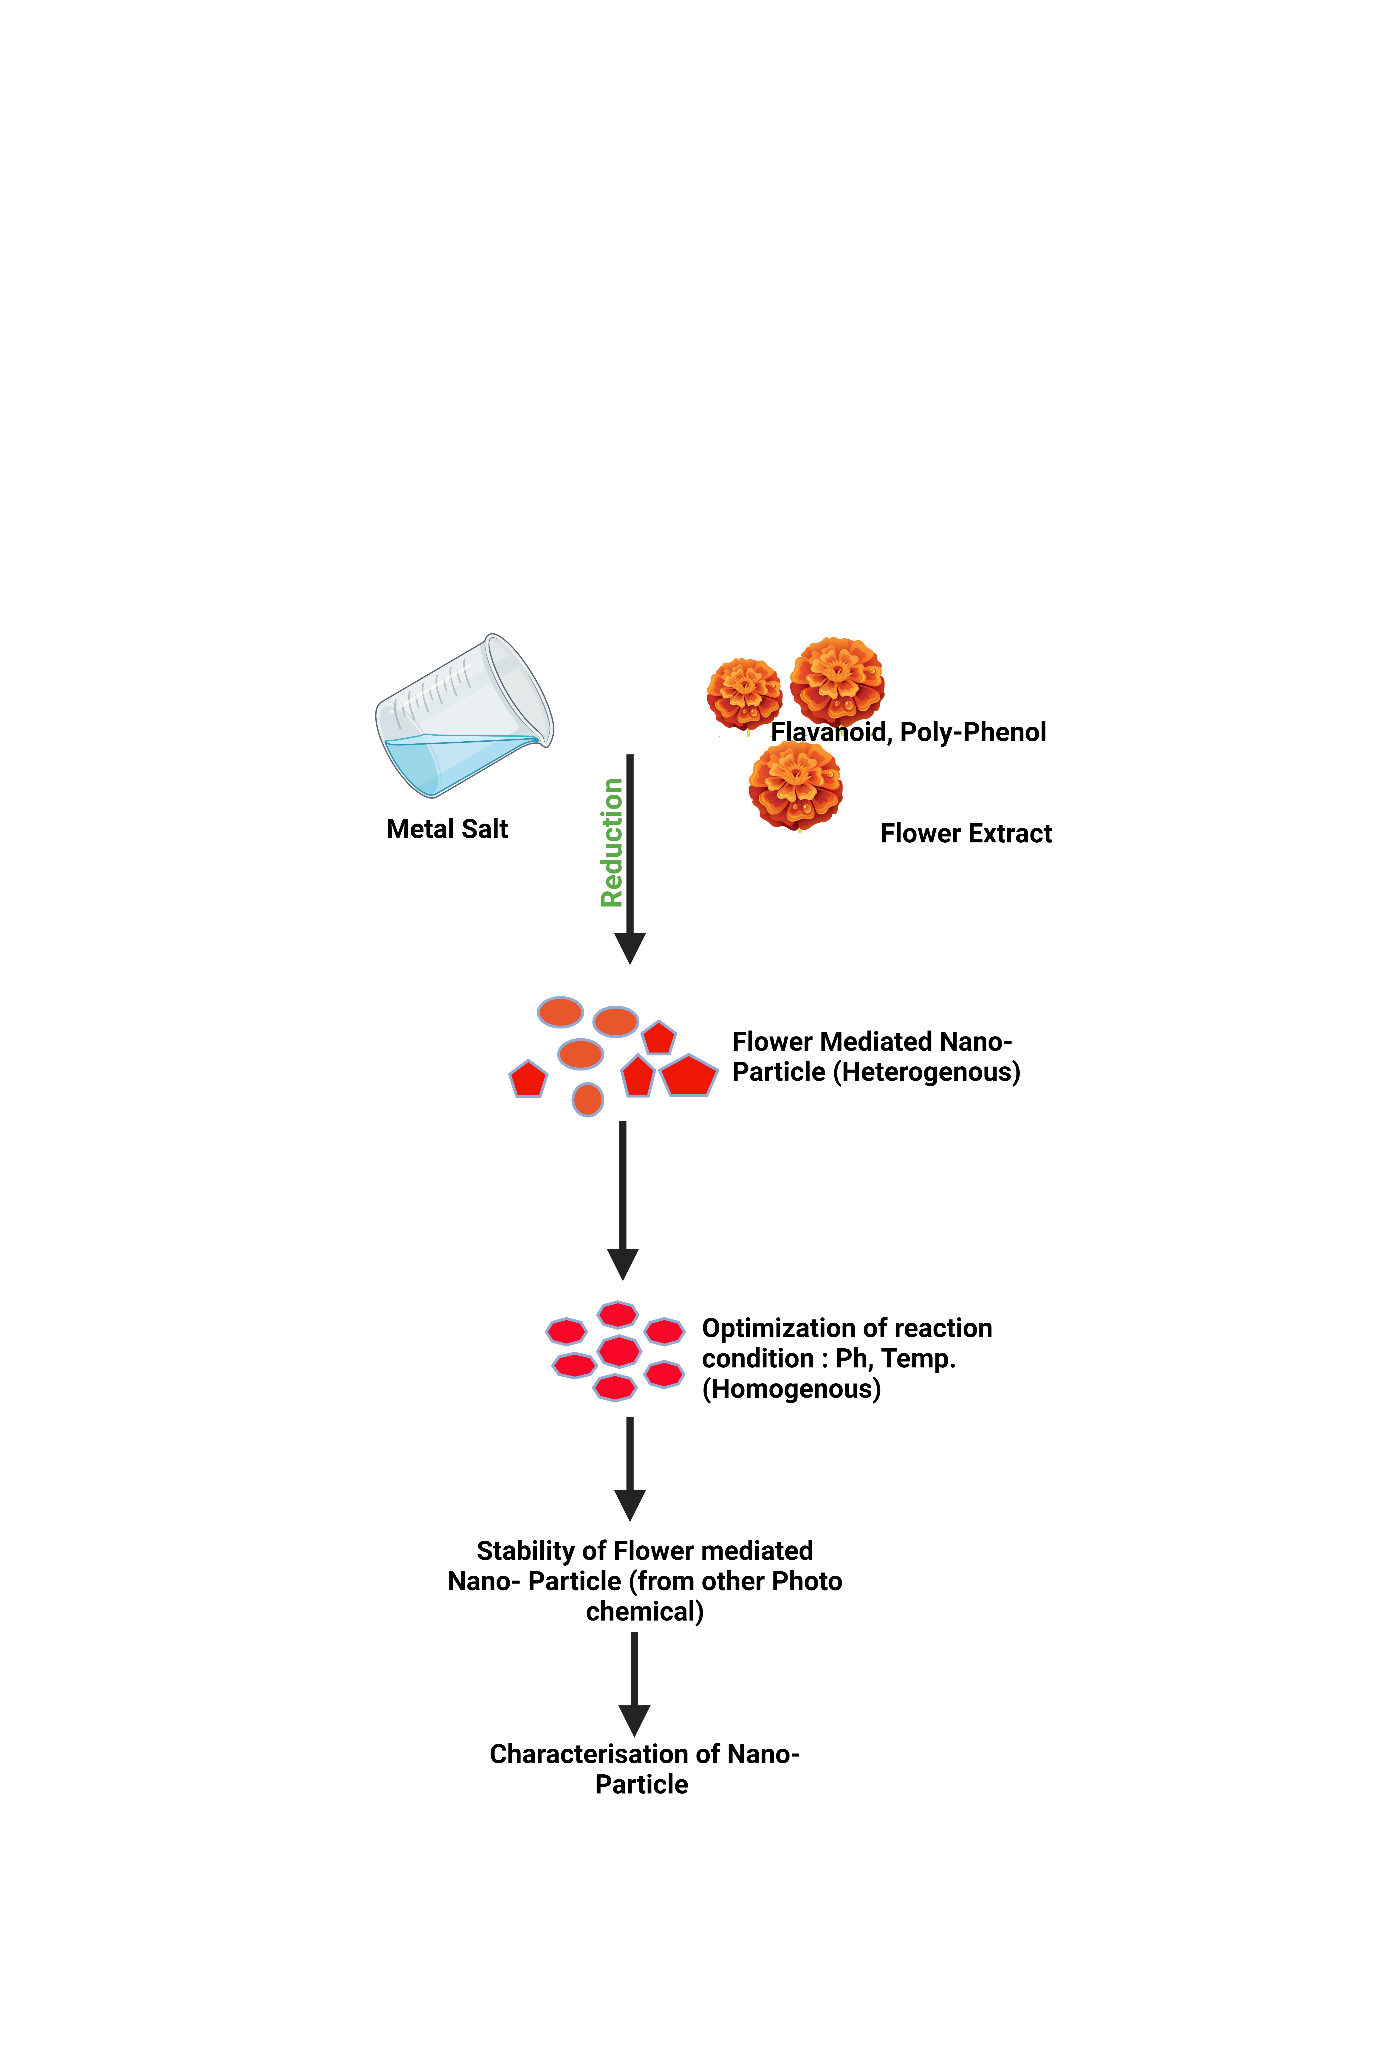 Flavanoid, Poly-Phenol
Metal Salt
Flower Extract
Reduction
Flower Mediated Nano-
Particle (Heterogenous)
Optimization of reaction
condition : Ph, Temp.
(Homogenous)
Stability of Flower mediated
Nano- Particle (from other Photo
chemical)
Characterisation of Nano-
Particle